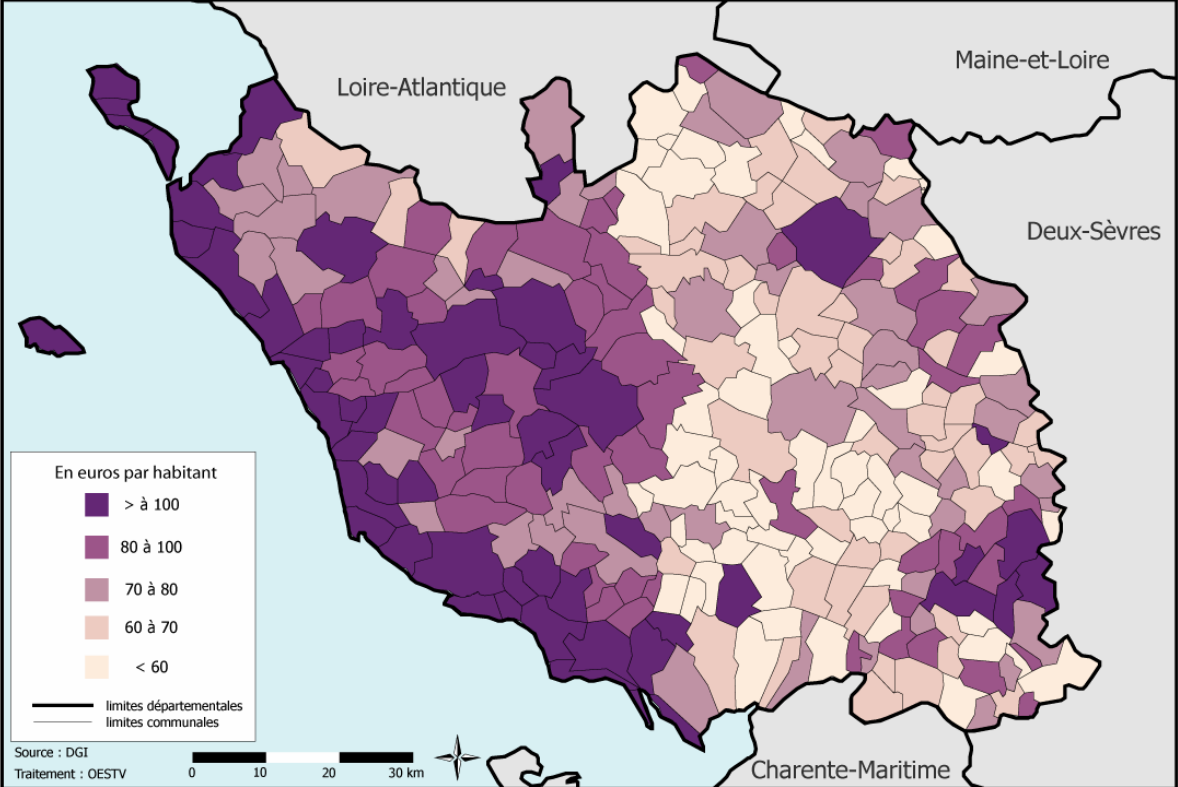 Maine-et-Loire
Loire-Atlantique
Deux-Sèvres
En euros par habitant
> à 100
80 à 100
70 à 80
60 à 70
< 60
limites départementales
limites communales
Source : DGI
Traitement : OESTV
0 10 20 30 km
Charente-Maritime